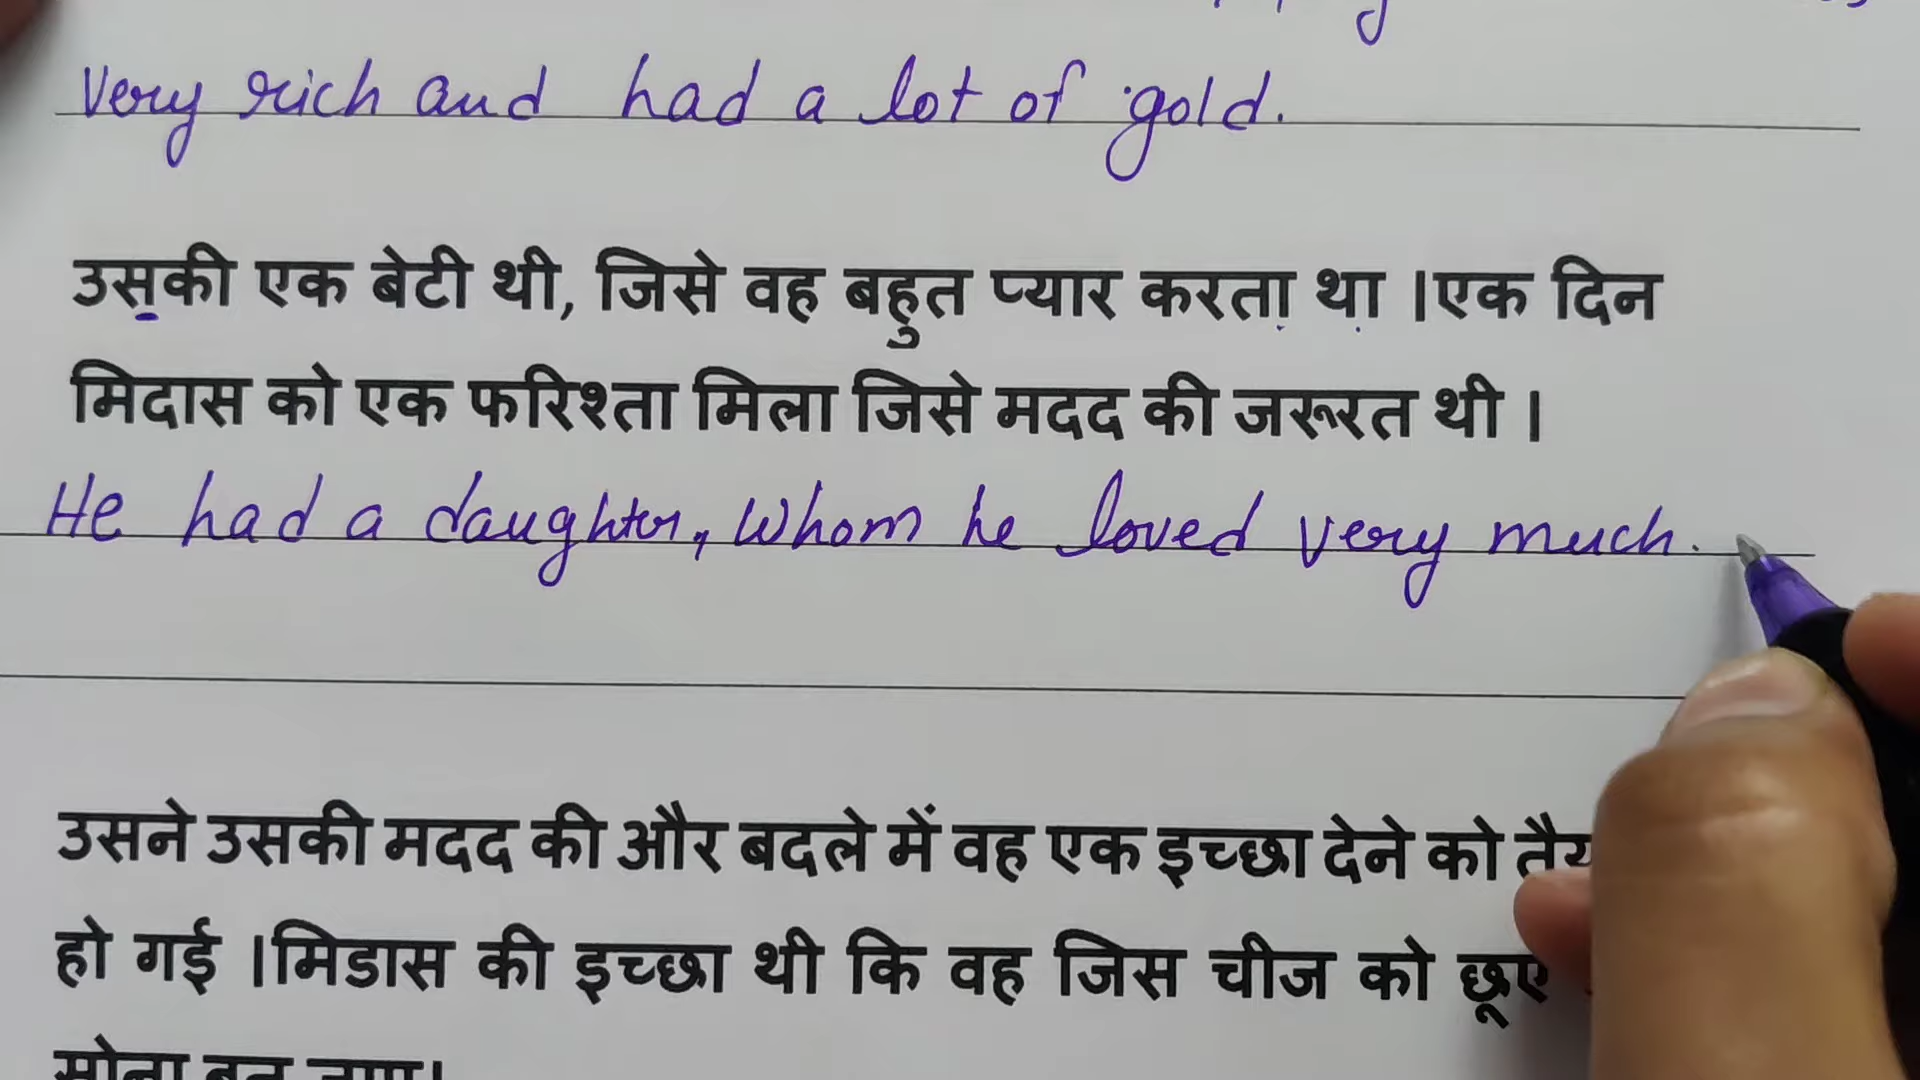 Very rich and had a lot of gold.
उसकी एक बेटी थी, जिसे वह बहुत प्यार करता था ।एक दिन
मिदास को एक फरिश्ता मिला जिसे मदद की जरूरत थी ।
He had a daughter, Whom he loved very much.
उसने उसकी मदद की और बदले में वह एक इच्छा देने को
हो गई ।मिडास की इच्छा थी कि वह जिस चीज को छूए